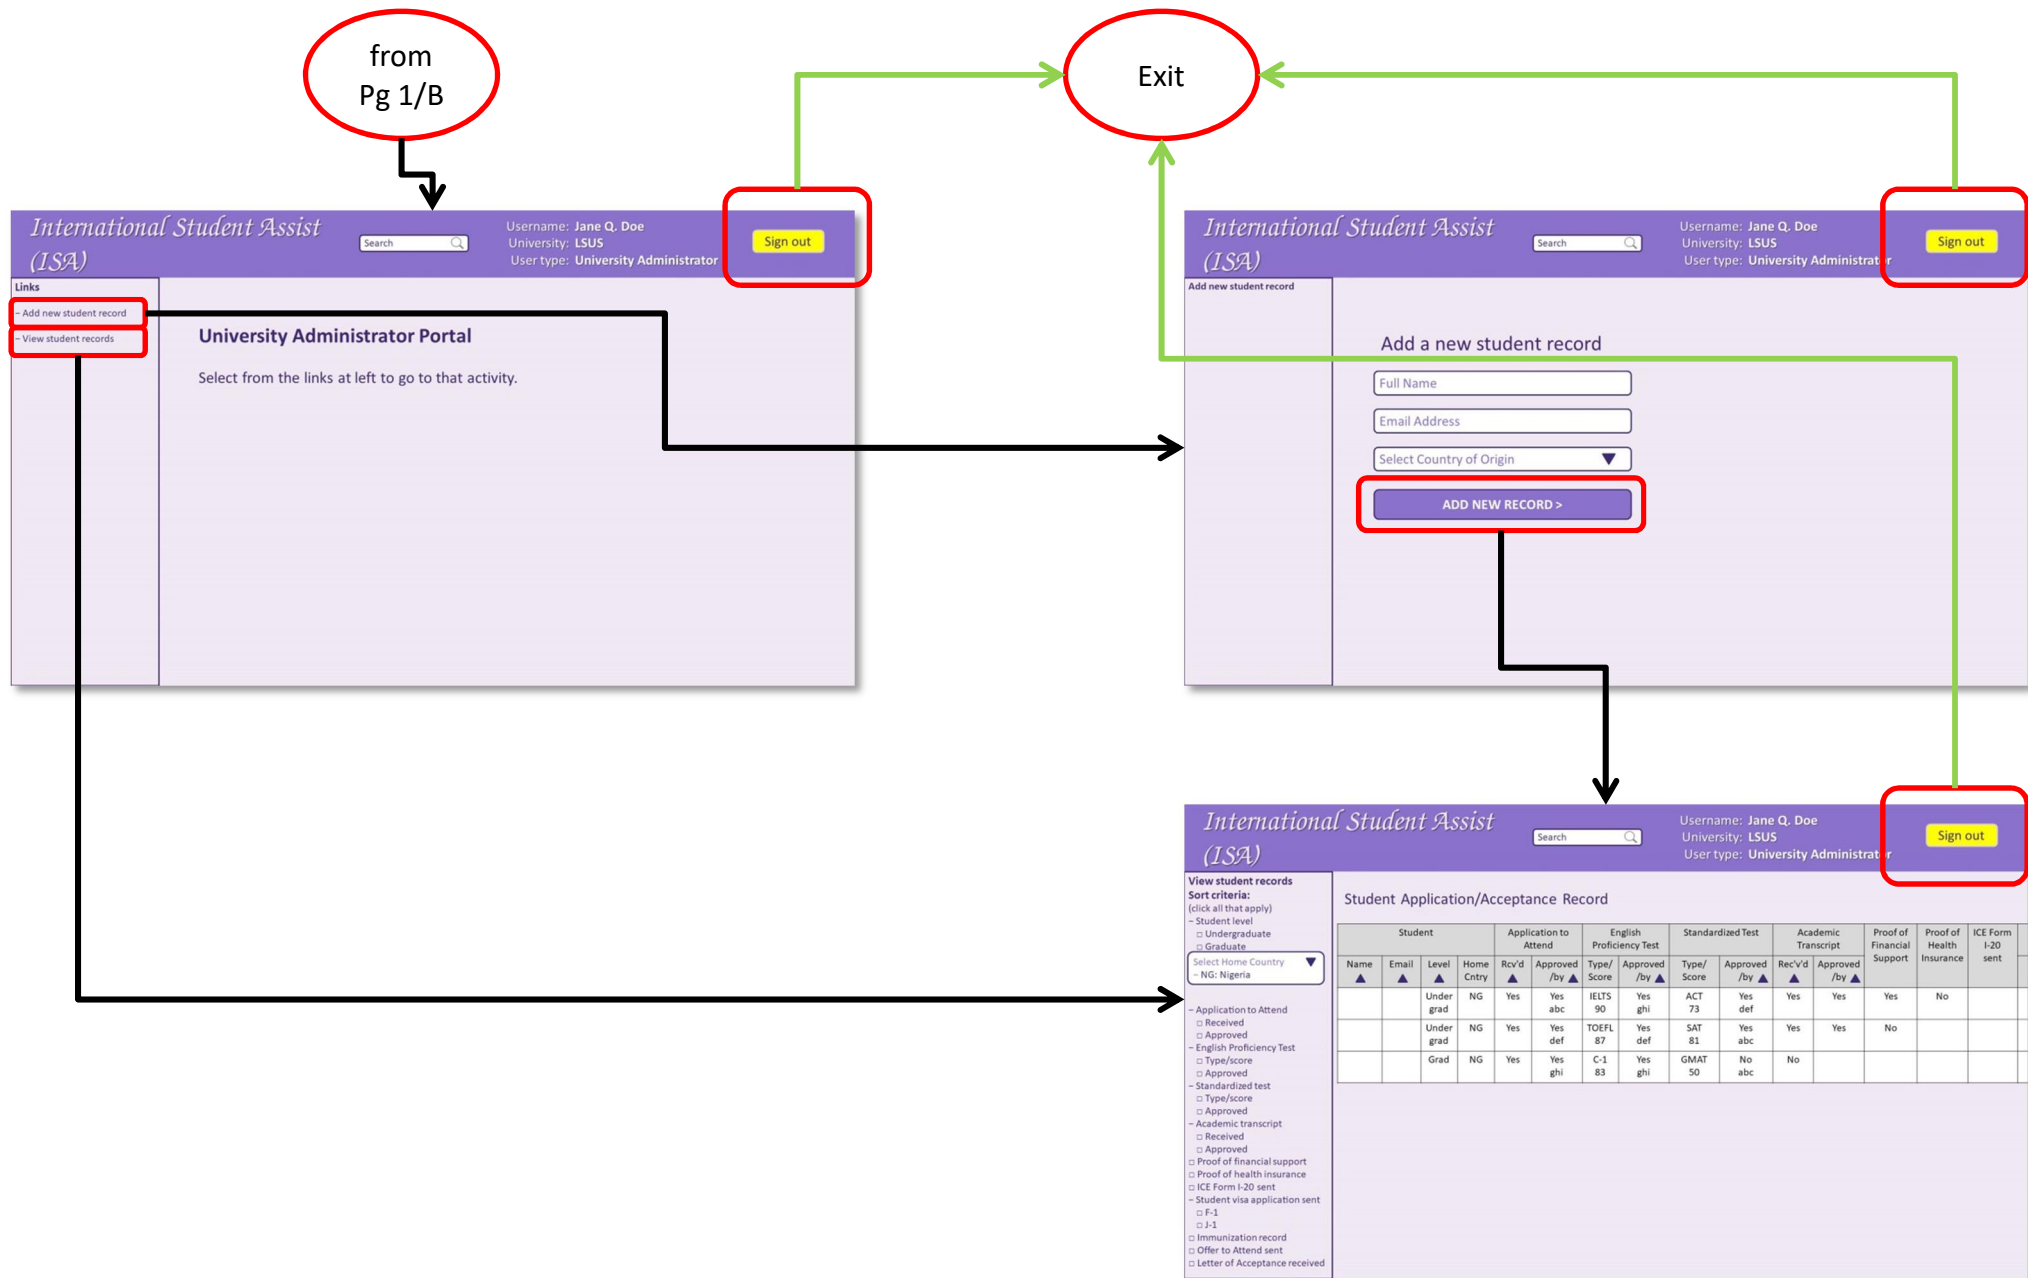 from
Pg 1/B
Exit
International Student Assist
(ISA)
Search
Username: Jane Q. Doe
University: LSUS
User type: University Administrator
Sign out
Links
– Add new student record
– View student records
University Administrator Portal
Select from the links at left to go to that activity.
International Student Assist
(ISA)
Search
Username: Jane Q. Doe
University: LSUS
User type: University Administrator
Sign out
Add new student record
Add a new student record
Full Name
Email Address
Select Country of Origin
ADD NEW RECORD >
International Student Assist
(ISA)
Search
Username: Jane Q. Doe
University: LSUS
User type: University Administrator
Sign out
View student records
Sort criteria:
(click all that apply)
– Student level
□ Undergraduate
□ Graduate
Select Home Country
– NG: Nigeria
– Application to Attend
□ Received
□ Approved
– English Proficiency Test
□ Type/score
□ Approved
– Standardized test
□ Type/score
□ Approved
– Academic transcript
□ Received
□ Approved
□ Proof of financial support
□ Proof of health insurance
□ ICE Form I-20 sent
– Student visa application sent
□ F-1
□ J-1
□ Immunization record
□ Offer to Attend sent
□ Letter of Acceptance received
Student Application/Acceptance Record
Student Application to English Standardized Test Academic Proof of Proof of ICE Form
Attend Proficiency Test Transcript Financial Health I-20
Support Insurance sent
Name Email Level Home Rcv'd Approved Type/ Approved Type/ Approved Rec'v'd Approved
Cntry /by Score /by Score /by /by
Under NG Yes Yes IELTS Yes ACT Yes Yes Yes Yes No
grad abc 90 ghi 73 def
Under NG Yes Yes TOEFL Yes SAT Yes Yes Yes No
grad def 87 def 81 abc
Grad NG Yes Yes C-1 Yes GMAT No No
ghi 83 ghi 50 abc